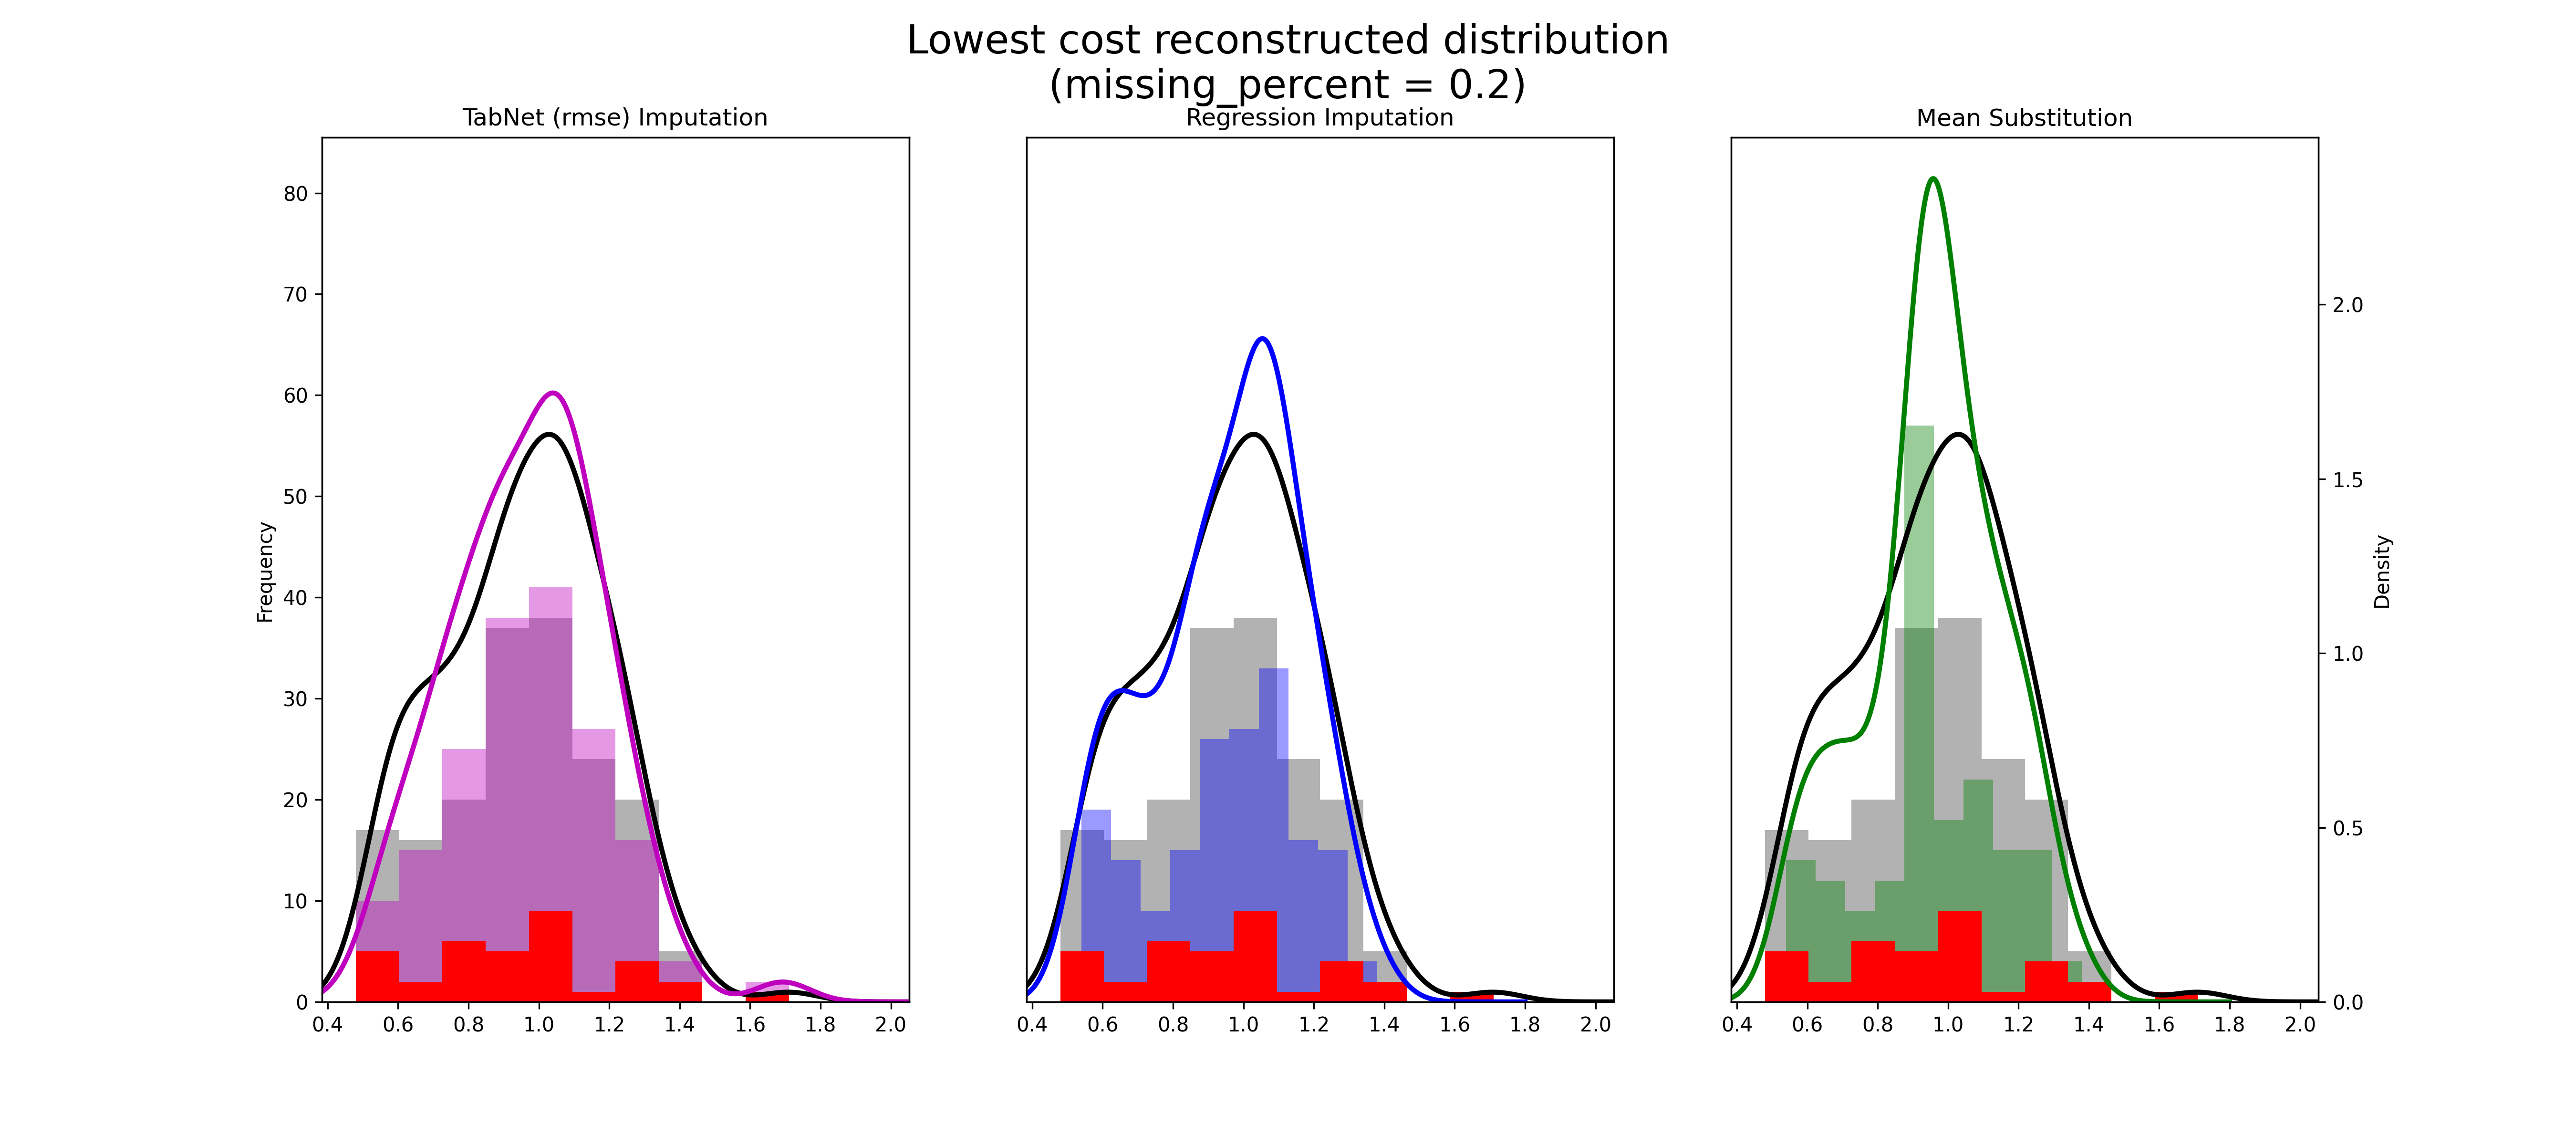 Lowest cost reconstructed distribution
(missing_percent = 0.2)
TabNet (rmse) Imputation
Regression Imputation
Mean Substitution
80
70
60
50
40
30
20
10
0
Frequency
0.4 0.6 0.8 1.0 1.2 1.4 1.6 1.8 2.0
0.4 0.6 0.8 1.0 1.2 1.4 1.6 1.8 2.0
0.4 0.6 0.8 1.0 1.2 1.4 1.6 1.8 2.0
2.0
1.5
1.0
0.5
0.0
Density